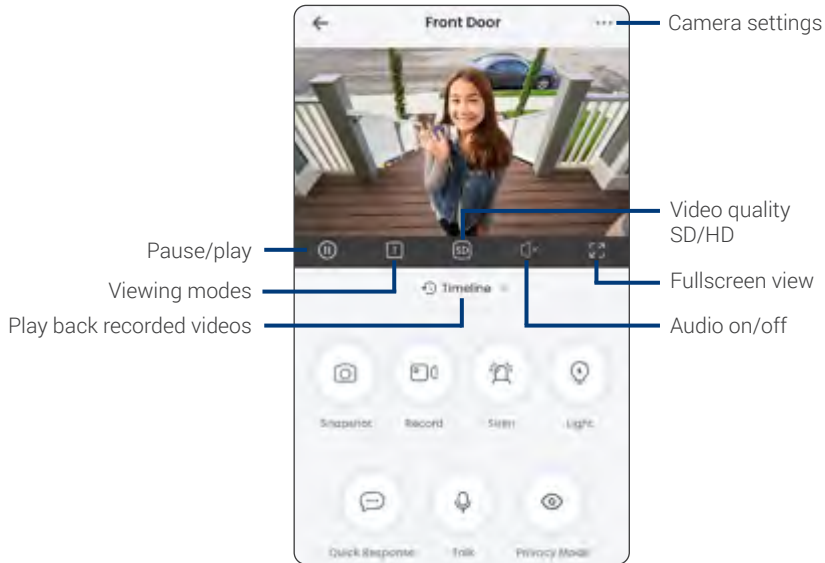 Front Door
Camera settings
Video quality
SD/HD
Pause/play
SD
Viewing modes
Timeline
Fullscreen view
Play back recorded videos
Audio on/off
Snapshot
Record
Siren
Light
Quick Response
Talk
Privacy Mode